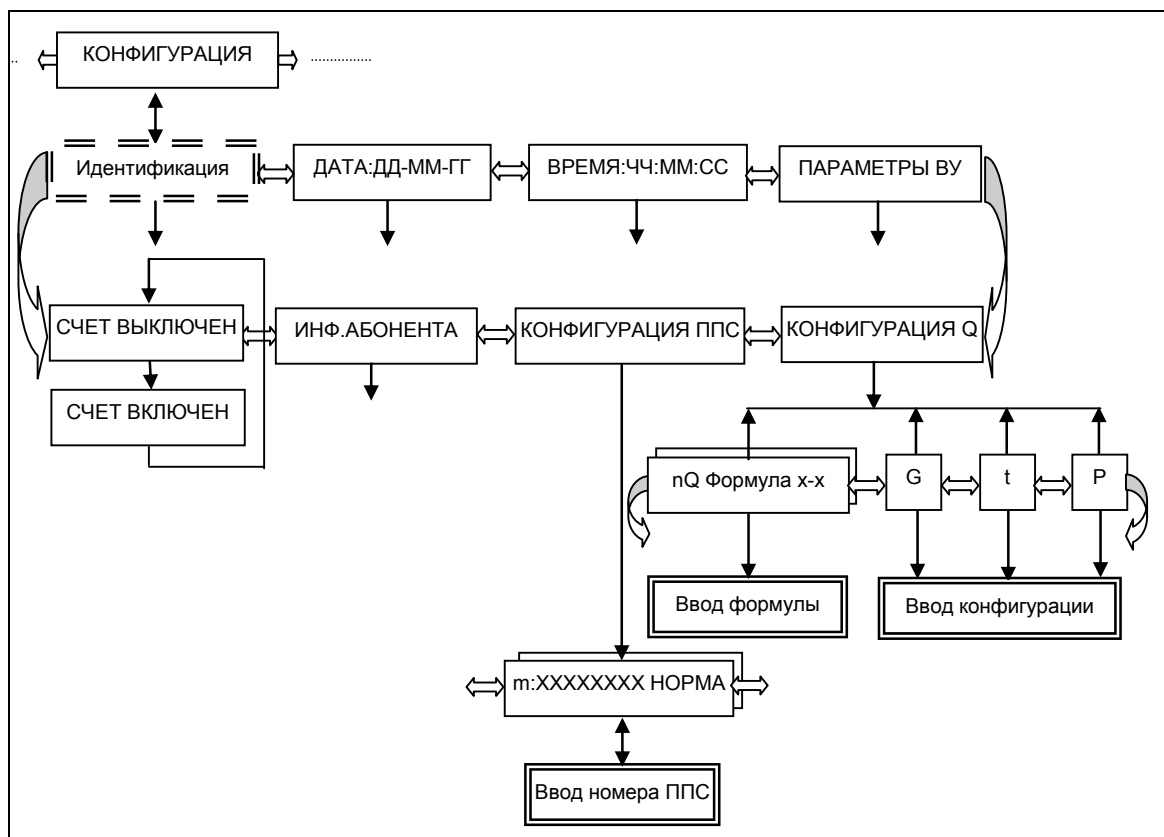 КОНФИГУРАЦИЯ
Идентификация
ДАТА:ДД-ММ-ГГ
ВРЕМЯ:ЧЧ:ММ:СС
ПАРАМЕТРЫ ВУ
СЧЕТ ВЫКЛЮЧЕН
ИНФ.АБОНЕНТА
КОНФИГУРАЦИЯ ППС
КОНФИГУРАЦИЯ Q
СЧЕТ ВКЛЮЧЕН
nQ Формула x-x
G
t
P
Ввод формулы
Ввод конфигурации
m:XXXXXXXX НОРМА
Ввод номера ППС